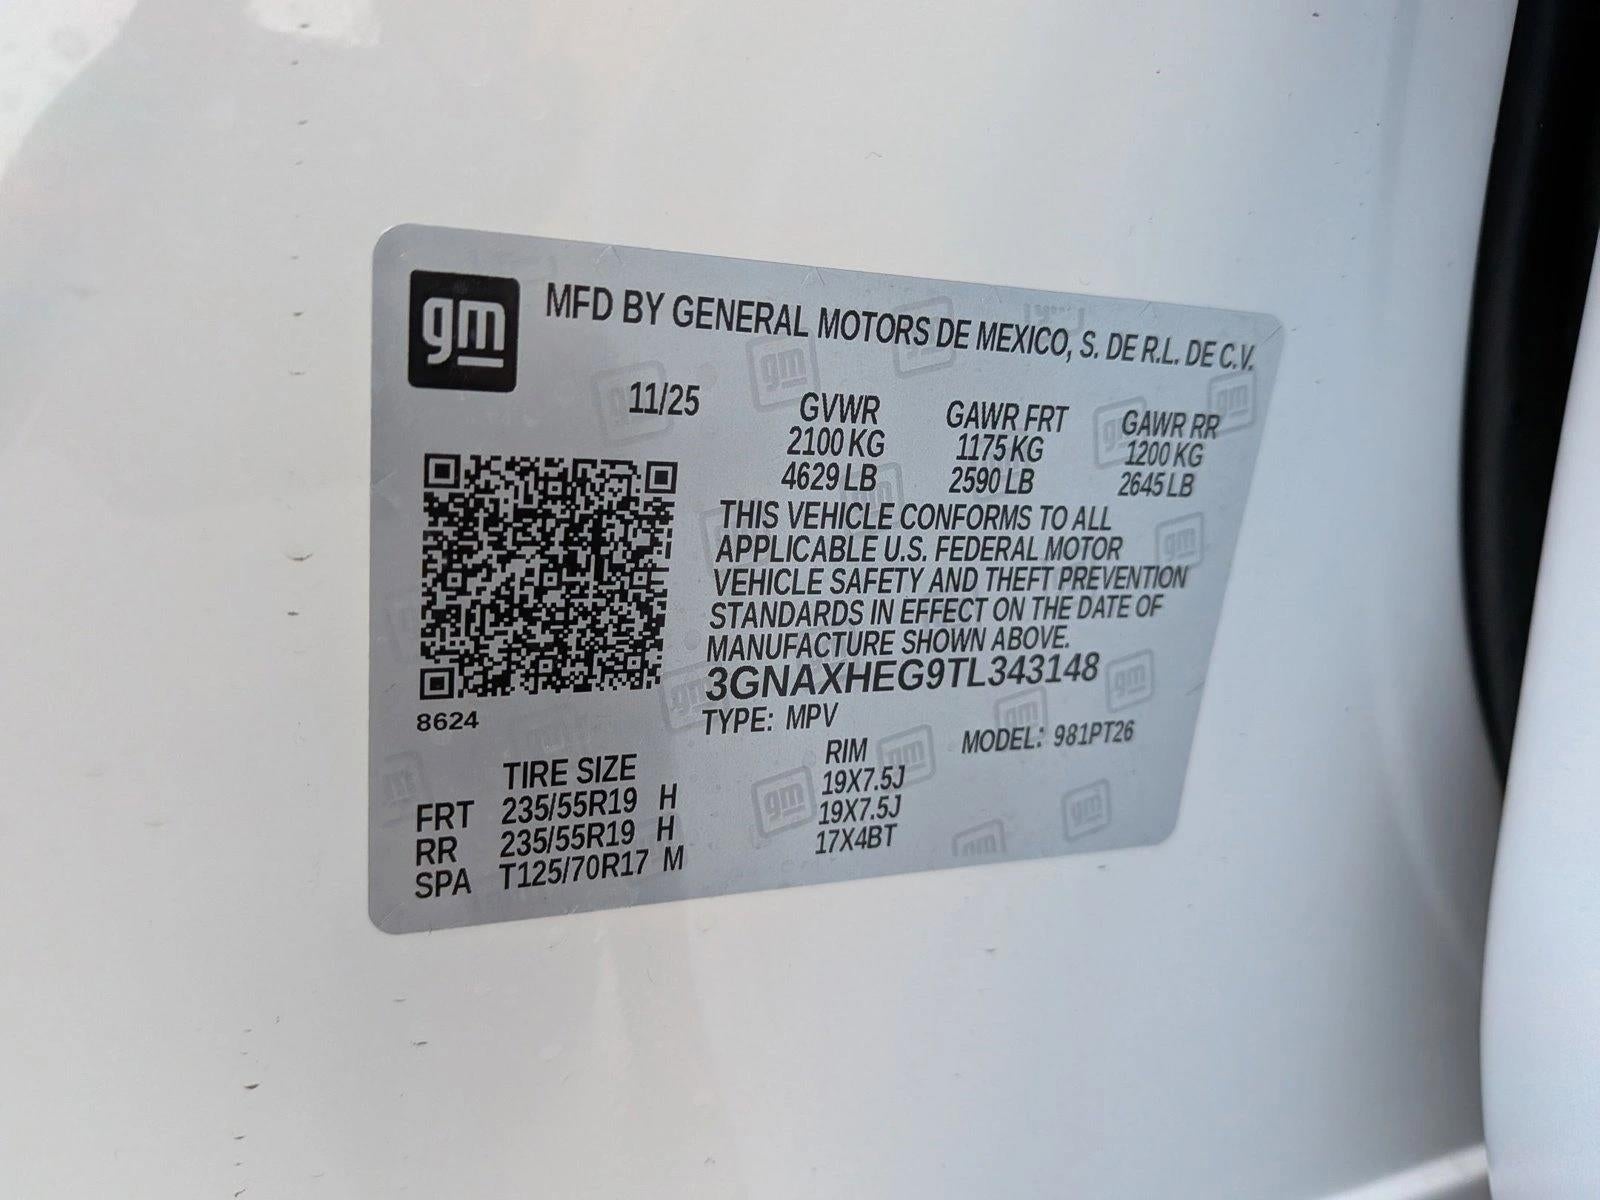 gm
MFD BY GENERAL MOTORS DE MEXICO, S. DE R.L. DE C.V.
11/25 GVWR GAWR FRT GAWR RR
2100 KG 1175 KG 1200 KG
4629 LB 2590 LB 2645 LB
THIS VEHICLE CONFORMS TO ALL
APPLICABLE U.S. FEDERAL MOTOR
VEHICLE SAFETY AND THEFT PREVENTION
STANDARDS IN EFFECT ON THE DATE OF
MANUFACTURE SHOWN ABOVE.
3GNAXHEG9TL343148
8624
TYPE: MPV MODEL: 981PT26
TIRE SIZE RIM
FRT 235/55R19 H 19X7.5J
RR 235/55R19 H 19X7.5J
SPA T125/70R17 M 17X4BT